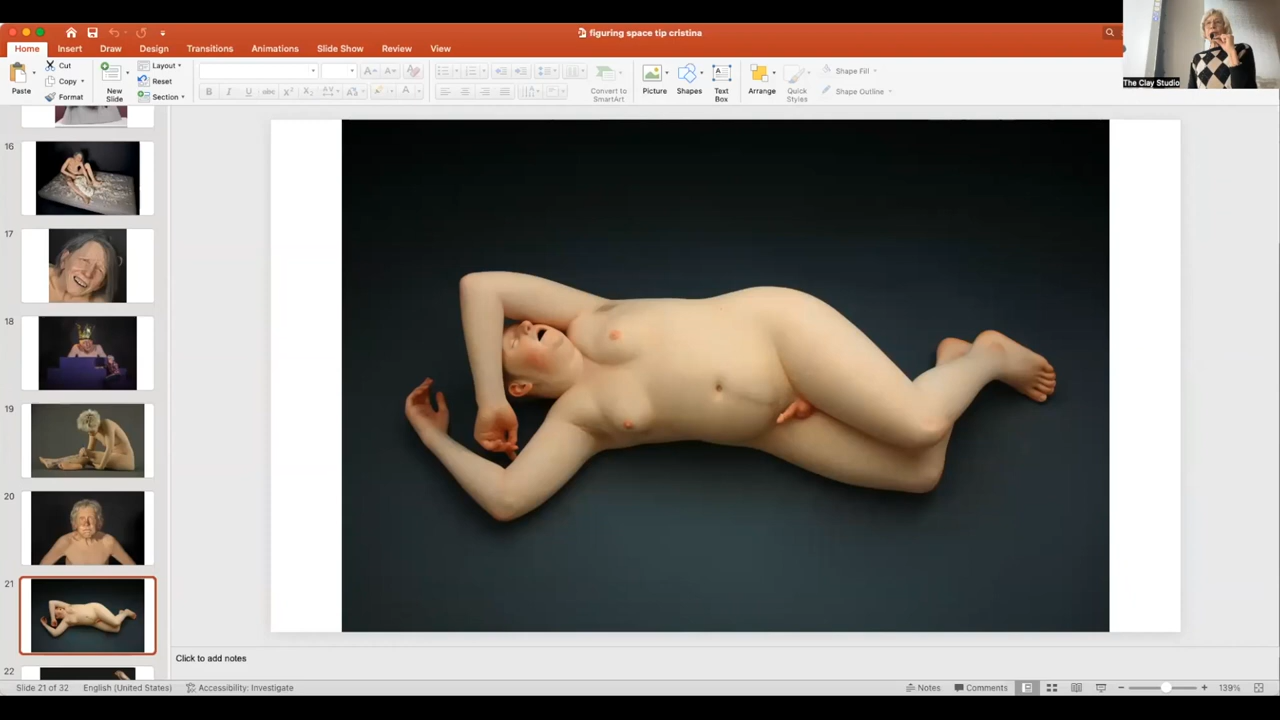 figuring space tip cristina
Home Insert Draw Design Transitions Animations Slide Show Review View
Paste
Cut
Copy
Format
New Slide
Layout
Reset
Section
B I U abc X² X₂
Convert to SmartArt
Picture
Shapes
Text Box
Arrange
Quick Styles
Shape Fill
Shape Outline
The Clay Studio
16
17
18
19
20
21
22
Click to add notes
Slide 21 of 32 English (United States) Accessibility: Investigate Notes Comments 139%